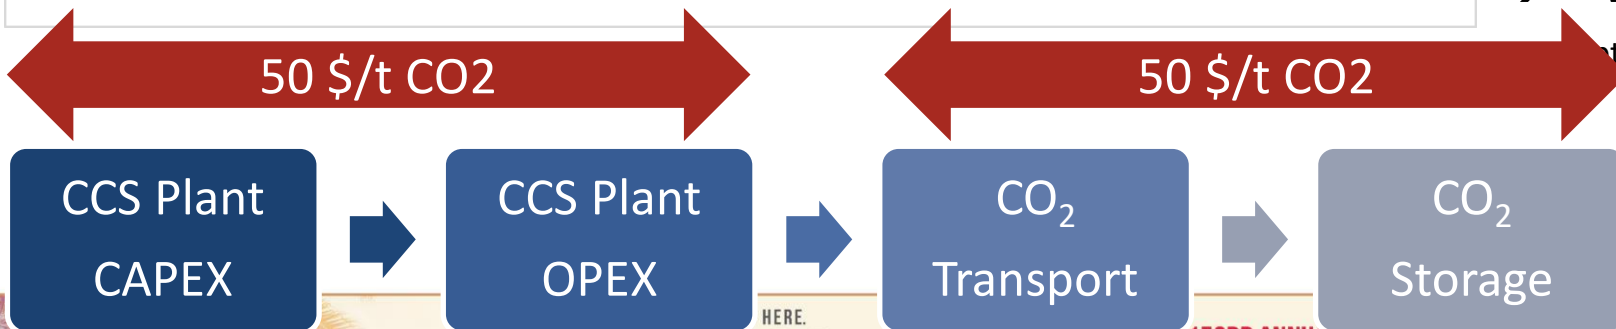 50 $/t CO2
50 $/t CO2
CCS Plant
CAPEX
CCS Plant
OPEX
CO₂
Transport
CO₂
Storage
HERE.